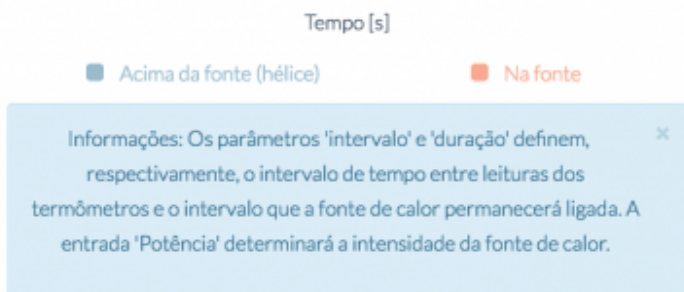 Tempo [s]
Acima da fonte (hélice) Na fonte
Informações: Os parâmetros 'intervalo' e 'duração' definem, ×
respectivamente, o intervalo de tempo entre leituras dos
termômetros e o intervalo que a fonte de calor permanecerá ligada. A
entrada 'Potência' determinará a intensidade da fonte de calor.